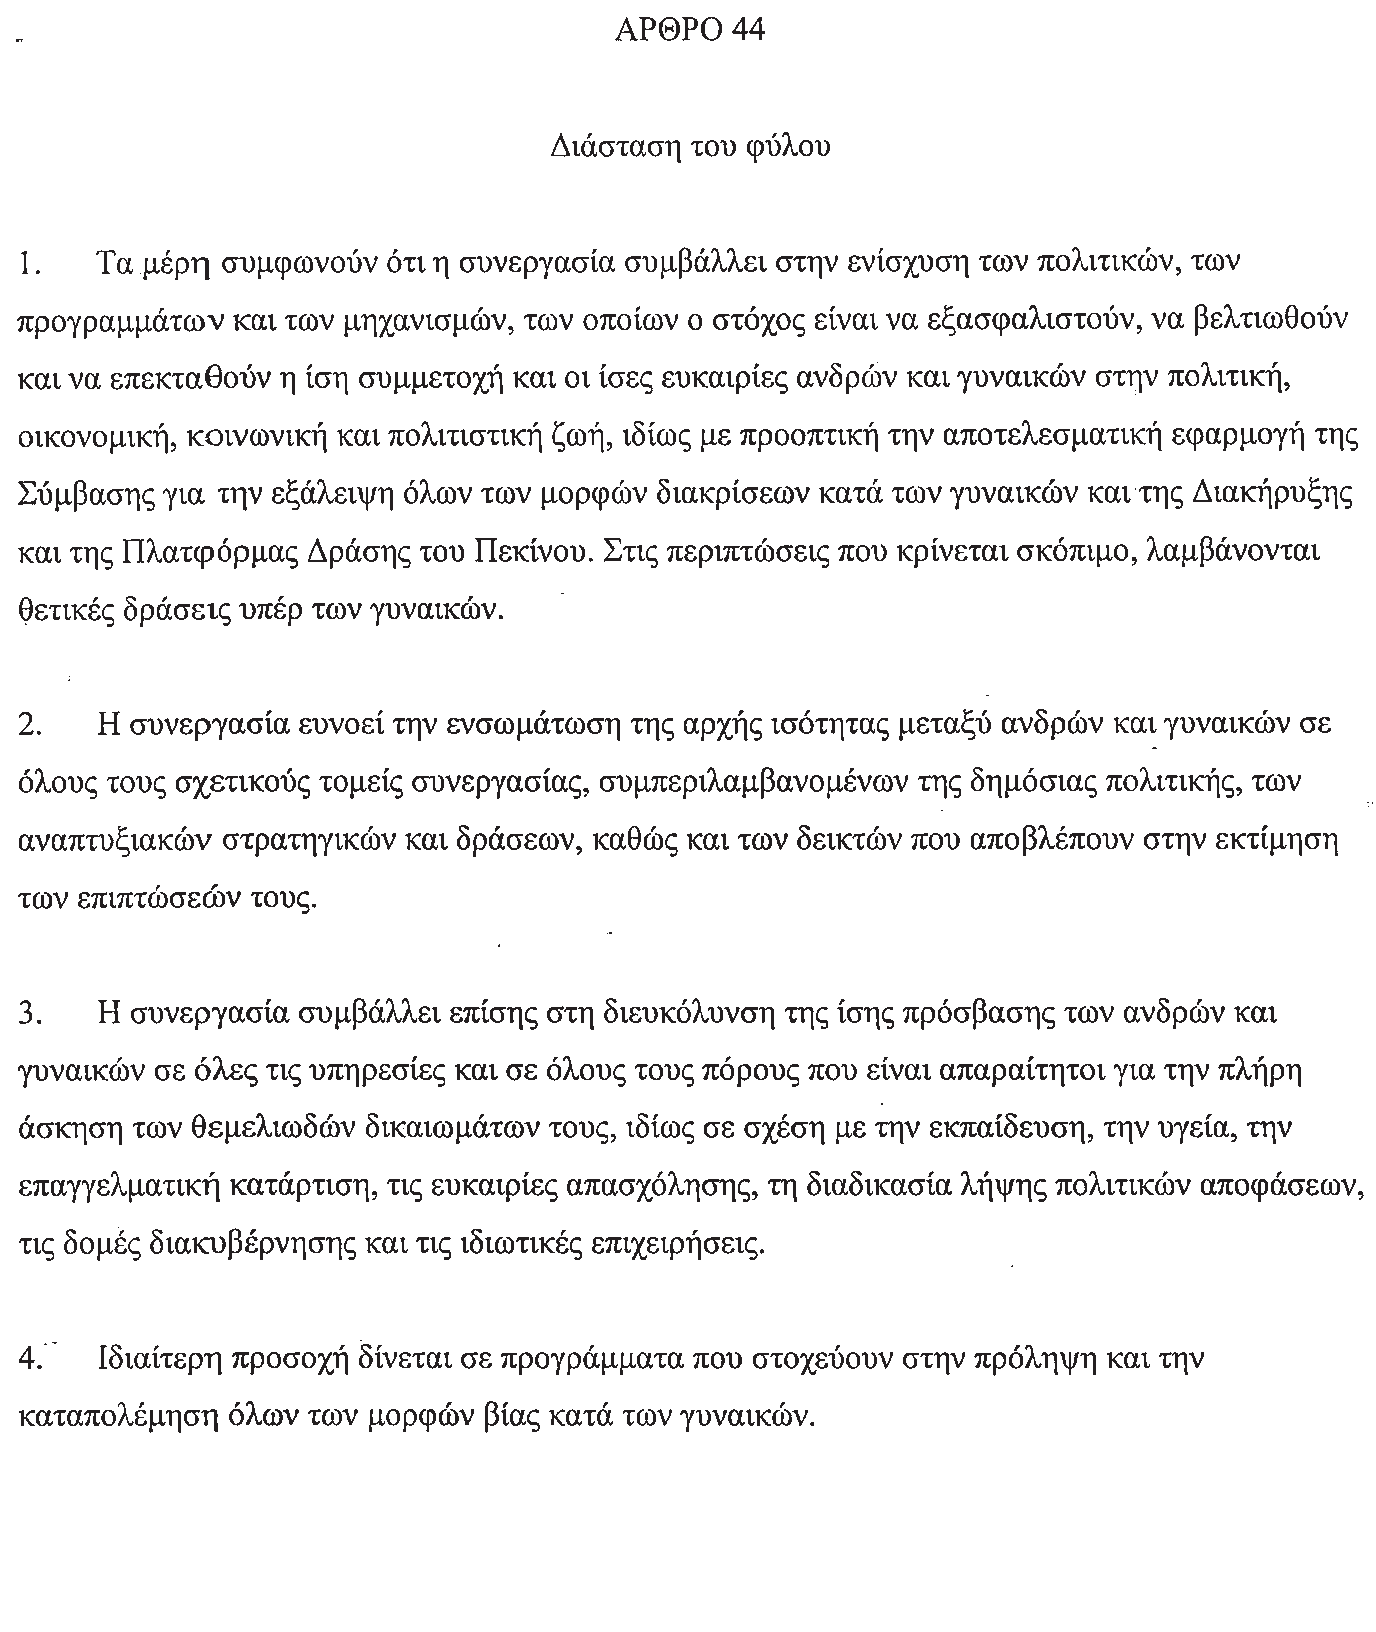 ΑΡΘΡΟ 44
Διάσταση του φύλου
1. Τα μέρη συμφωνούν ότι η συνεργασία συμβάλλει στην ενίσχυση των πολιτικών, των
προγραμμάτων και των μηχανισμών, των οποίων ο στόχος είναι να εξασφαλιστούν, να βελτιωθούν
και να επεκταθούν η ίση συμμετοχή και οι ίσες ευκαιρίες ανδρών και γυναικών στην πολιτική,
οικονομική, κοινωνική και πολιτιστική ζωή, ιδίως με προοπτική την αποτελεσματική εφαρμογή της
Σύμβασης για την εξάλειψη όλων των μορφών διακρίσεων κατά των γυναικών και της Διακήρυξης
και της Πλατφόρμας Δράσης του Πεκίνου. Στις περιπτώσεις που κρίνεται σκόπιμο, λαμβάνονται
θετικές δράσεις υπέρ των γυναικών.
2. Η συνεργασία ευνοεί την ενσωμάτωση της αρχής ισότητας μεταξύ ανδρών και γυναικών σε
όλους τους σχετικούς τομείς συνεργασίας, συμπεριλαμβανομένων της δημόσιας πολιτικής, των
αναπτυξιακών στρατηγικών και δράσεων, καθώς και των δεικτών που αποβλέπουν στην εκτίμηση
των επιπτώσεών τους.
3. Η συνεργασία συμβάλλει επίσης στη διευκόλυνση της ίσης πρόσβασης των ανδρών και
γυναικών σε όλες τις υπηρεσίες και σε όλους τους πόρους που είναι απαραίτητοι για την πλήρη
άσκηση των θεμελιωδών δικαιωμάτων τους, ιδίως σε σχέση με την εκπαίδευση, την υγεία, την
επαγγελματική κατάρτιση, τις ευκαιρίες απασχόλησης, τη διαδικασία λήψης πολιτικών αποφάσεων,
τις δομές διακυβέρνησης και τις ιδιωτικές επιχειρήσεις.
4. Ιδιαίτερη προσοχή δίνεται σε προγράμματα που στοχεύουν στην πρόληψη και την
καταπολέμηση όλων των μορφών βίας κατά των γυναικών.